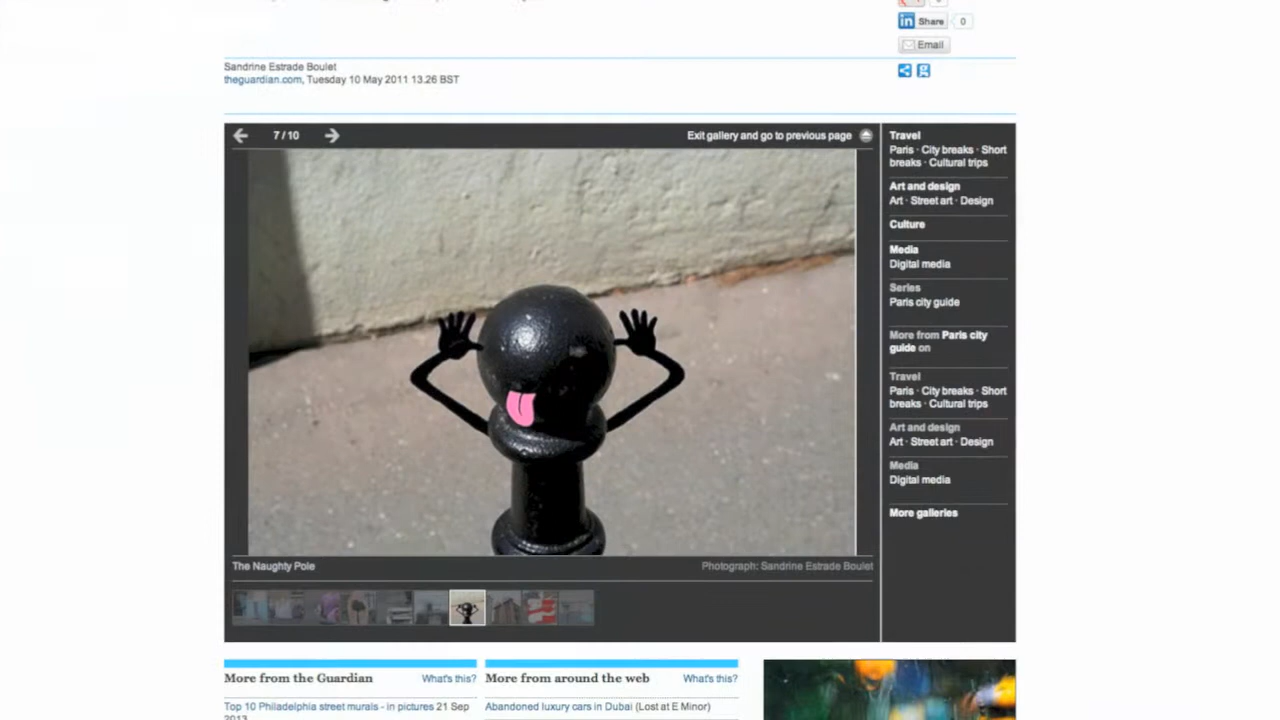 Share
0
Email
Sandrine Estrade Boulet
theguardian.com, Tuesday 10 May 2011 13.26 BST
7 / 10
Exit gallery and go to previous page
Travel
Paris · City breaks · Short
breaks · Cultural trips
Art and design
Art · Street art · Design
Culture
Media
Digital media
Series
Paris city guide
More from Paris city
guide on
Travel
Paris · City breaks · Short
breaks · Cultural trips
Art and design
Art · Street art · Design
Media
Digital media
More galleries
The Naughty Pole
Photograph: Sandrine Estrade Boulet
More from the Guardian
What's this?
More from around the web
What's this?
Top 10 Philadelphia street murals - in pictures 21 Sep
2013
Abandoned luxury cars in Dubai (Lost at E Minor)